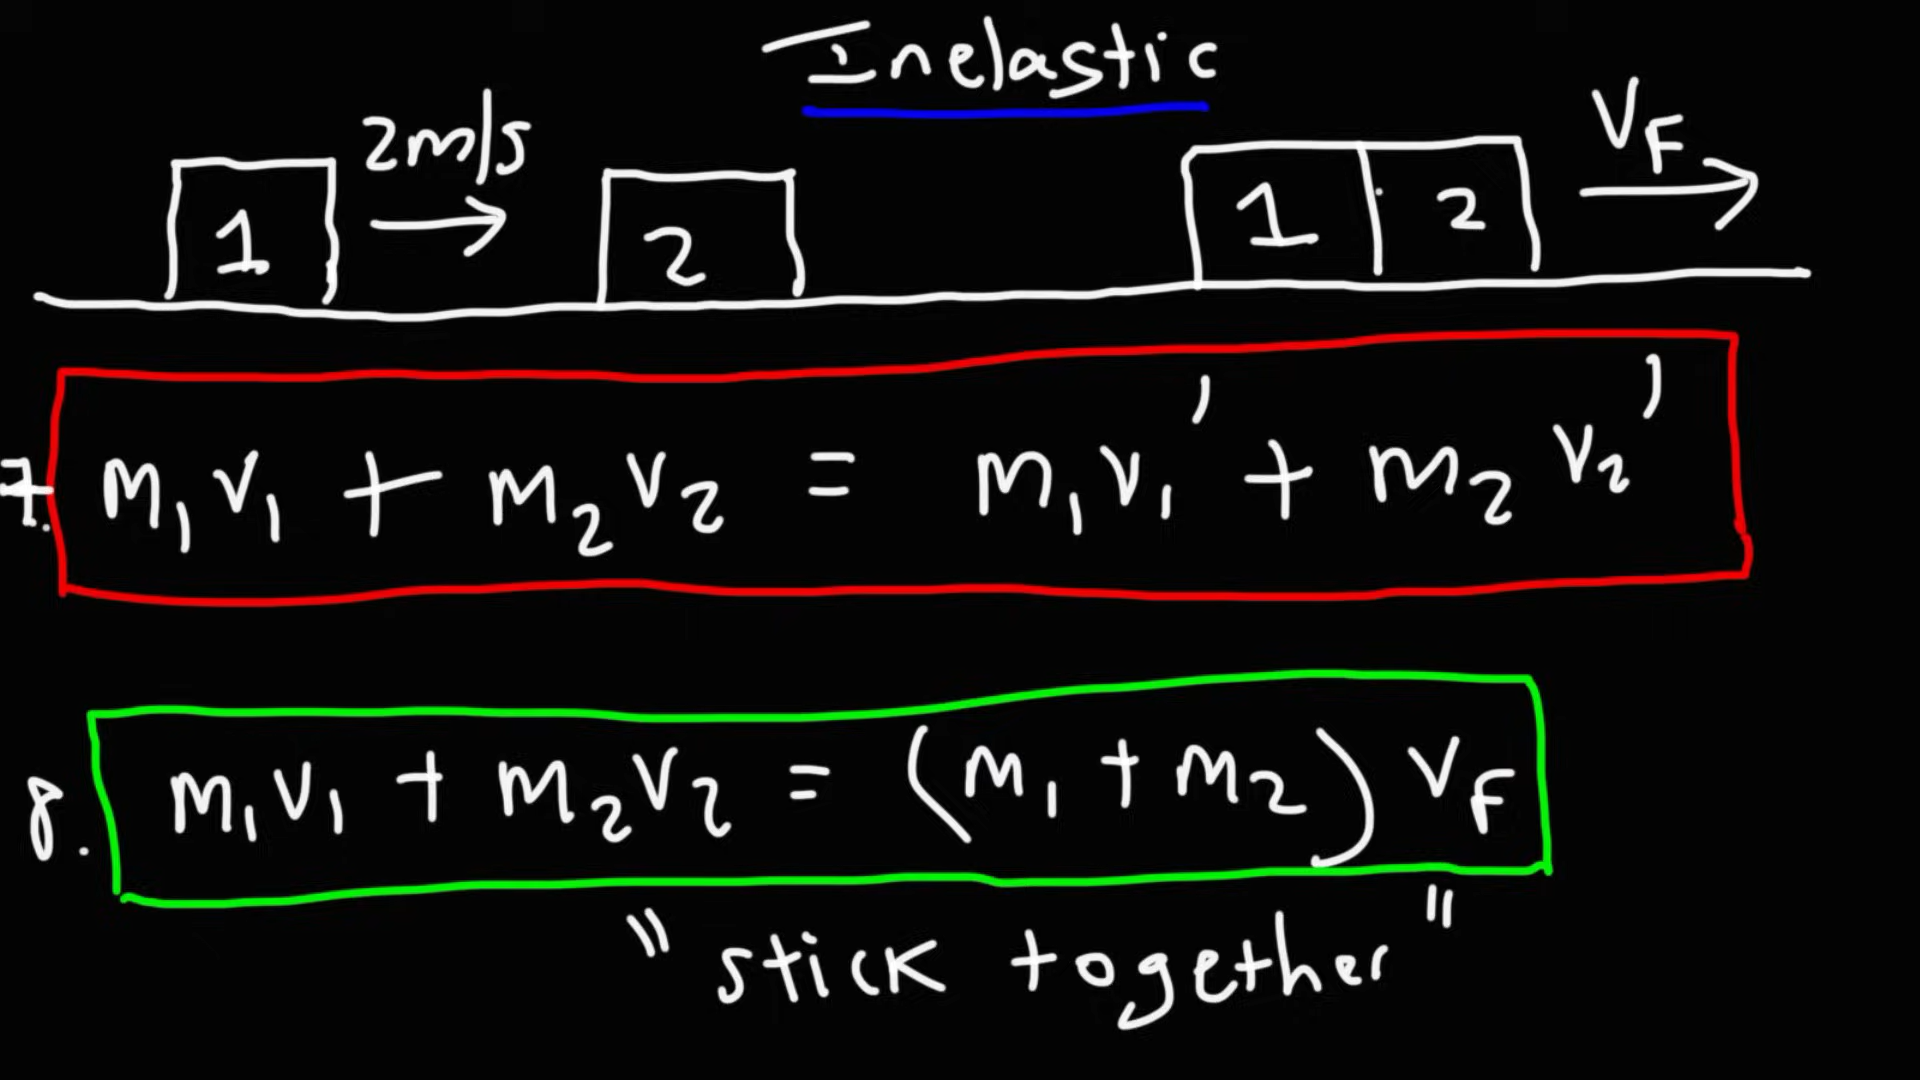 Inelastic
2m/s
VF
1
2
1 2
7. m₁v₁ + m₂v₂ = m₁v₁' + m₂v₂'
8. m₁v₁ + m₂v₂ = (m₁ + m₂) VF
"stick together"